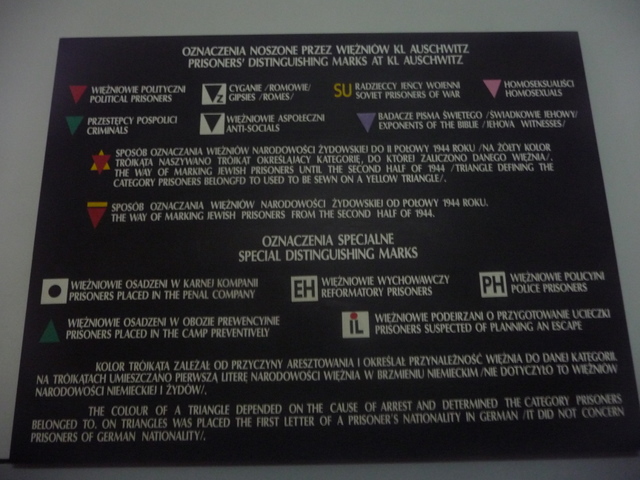 OZNACZENIA NOSZONE PRZEZ WIĘŹNIÓW KL AUSCHWITZ
PRISONERS' DISTINGUISHING MARKS AT KL AUSCHWITZ
WIĘŹNIOWIE POLITYCZNI
POLITICAL PRISONERS
Z
CYGANIE /ROMOWIE/
GIPSIES /ROMES/
SU
RADZIECCY JEŃCY WOJENNI
SOVIET PRISONERS OF WAR
HOMOSEKSUALIŚCI
HOMOSEXUALS
PRZESTĘPCY POSPOLICI
CRIMINALS
WIĘŹNIOWIE ASPOŁECZNI
ANTI-SOCIALS
BADACZE PISMA ŚWIĘTEGO /ŚWIADKOWIE JEHOWY/
EXPONENTS OF THE BIBLIE /JEHOVA WITNESSES/
SPOSÓB OZNACZANIA WIĘŹNIÓW NARODOWOŚCI ŻYDOWSKIEJ DO II POŁOWY 1944 ROKU /NA ŻÓŁTY KOLOR
TRÓJKĄTA NASZYWANO TRÓJKĄT OKREŚLAJĄCY KATEGORIĘ, DO KTÓREJ ZALICZONO DANEGO WIĘŹNIA/.
THE WAY OF MARKING JEWISH PRISONERS UNTIL THE SECOND HALF OF 1944 /TRIANGLE DEFINING THE
CATEGORY PRISONERS BELONGED TO USED TO BE SEWN ON A YELLOW TRIANGLE/.
SPOSÓB OZNACZANIA WIĘŹNIÓW NARODOWOŚCI ŻYDOWSKIEJ OD POŁOWY 1944 ROKU.
THE WAY OF MARKING JEWISH PRISONERS FROM THE SECOND HALF OF 1944.
OZNACZENIA SPECJALNE
SPECIAL DISTINGUISHING MARKS
WIĘŹNIOWIE OSADZENI W KARNEJ KOMPANII
PRISONERS PLACED IN THE PENAL COMPANY
EH
WIĘŹNIOWIE WYCHOWAWCZY
REFORMATORY PRISONERS
PH
WIĘŹNIOWIE POLICYJNI
POLICE PRISONERS
WIĘŹNIOWIE OSADZENI W OBOZIE PREWENCYJNIE
PRISONERS PLACED IN THE CAMP PREVENTIVELY
iL
WIĘŹNIOWIE PODEJRZANI O PRZYGOTOWANIE UCIECZKI
PRISONERS SUSPECTED OF PLANNING AN ESCAPE
KOLOR TRÓJKĄTA ZALEŻAŁ OD PRZYCZYNY ARESZTOWANIA I OKREŚLAŁ PRZYNALEŻNOŚĆ WIĘŹNIA DO DANEJ KATEGORII.
NA TRÓJKĄTACH UMIESZCZANO PIERWSZĄ LITERĘ NARODOWOŚCI WIĘŹNIA W BRZMIENIU NIEMIECKIM /NIE DOTYCZYŁO TO WIĘŹNIÓW
NARODOWOŚCI NIEMIECKIEJ I ŻYDÓW/.
THE COLOUR OF A TRIANGLE DEPENDED ON THE CAUSE OF ARREST AND DETERMINED THE CATEGORY PRISONERS
BELONGED TO. ON TRIANGLES WAS PLACED THE FIRST LETTER OF A PRISONER'S NATIONALITY IN GERMAN /IT DID NOT CONCERN
PRISONERS OF GERMAN NATIONALITY/.